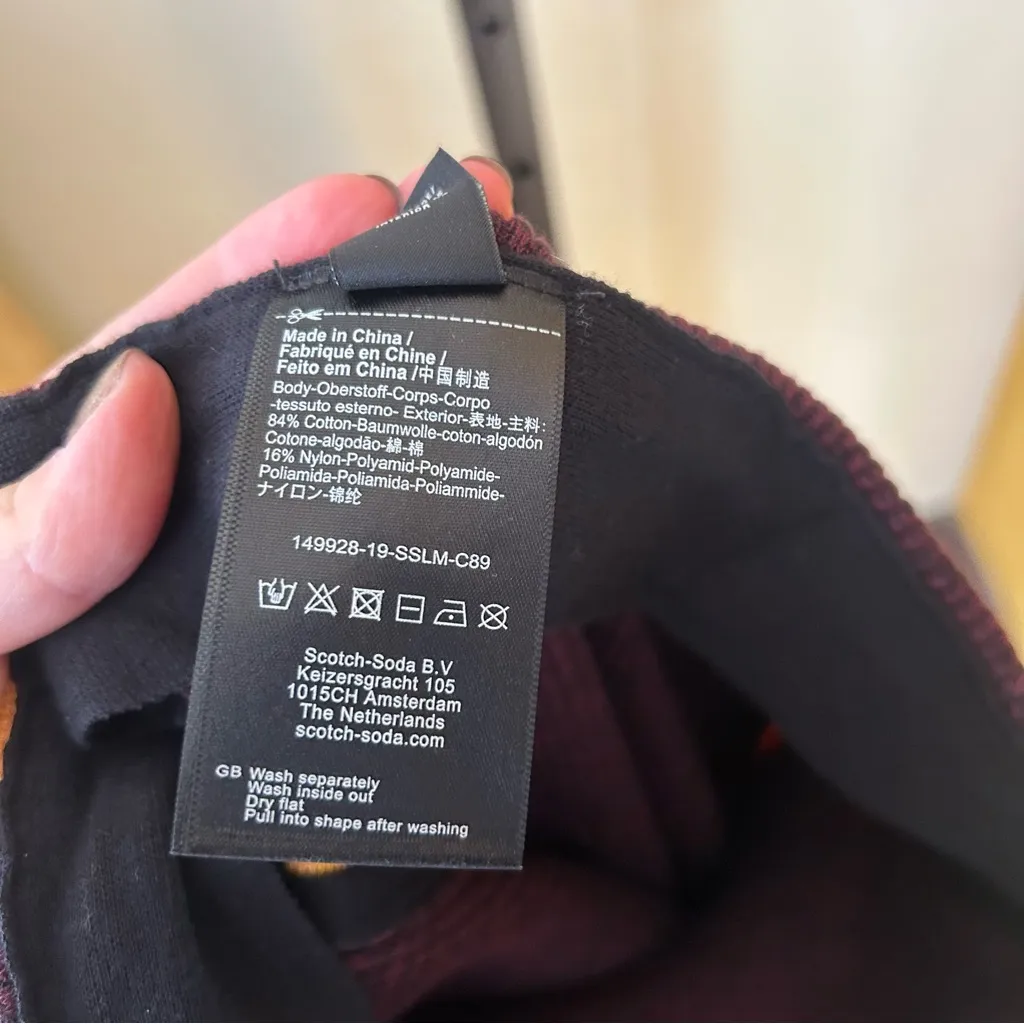 Made in China /
Fabriqué en Chine /
Feito em China /中国制造
Body-Oberstoff-Corps-Corpo
-tessuto esterno- Exterior-表地-主料:
84% Cotton-Baumwolle-coton-algodón
Cotone-algodão-綿-棉
16% Nylon-Polyamid-Polyamide-
Poliamida-Poliamida-Poliammide-
ナイロン-锦纶
149928-19-SSLM-C89
Scotch-Soda B.V
Keizersgracht 105
1015CH Amsterdam
The Netherlands
scotch-soda.com
GB Wash separately
Wash inside out
Dry flat
Pull into shape after washing